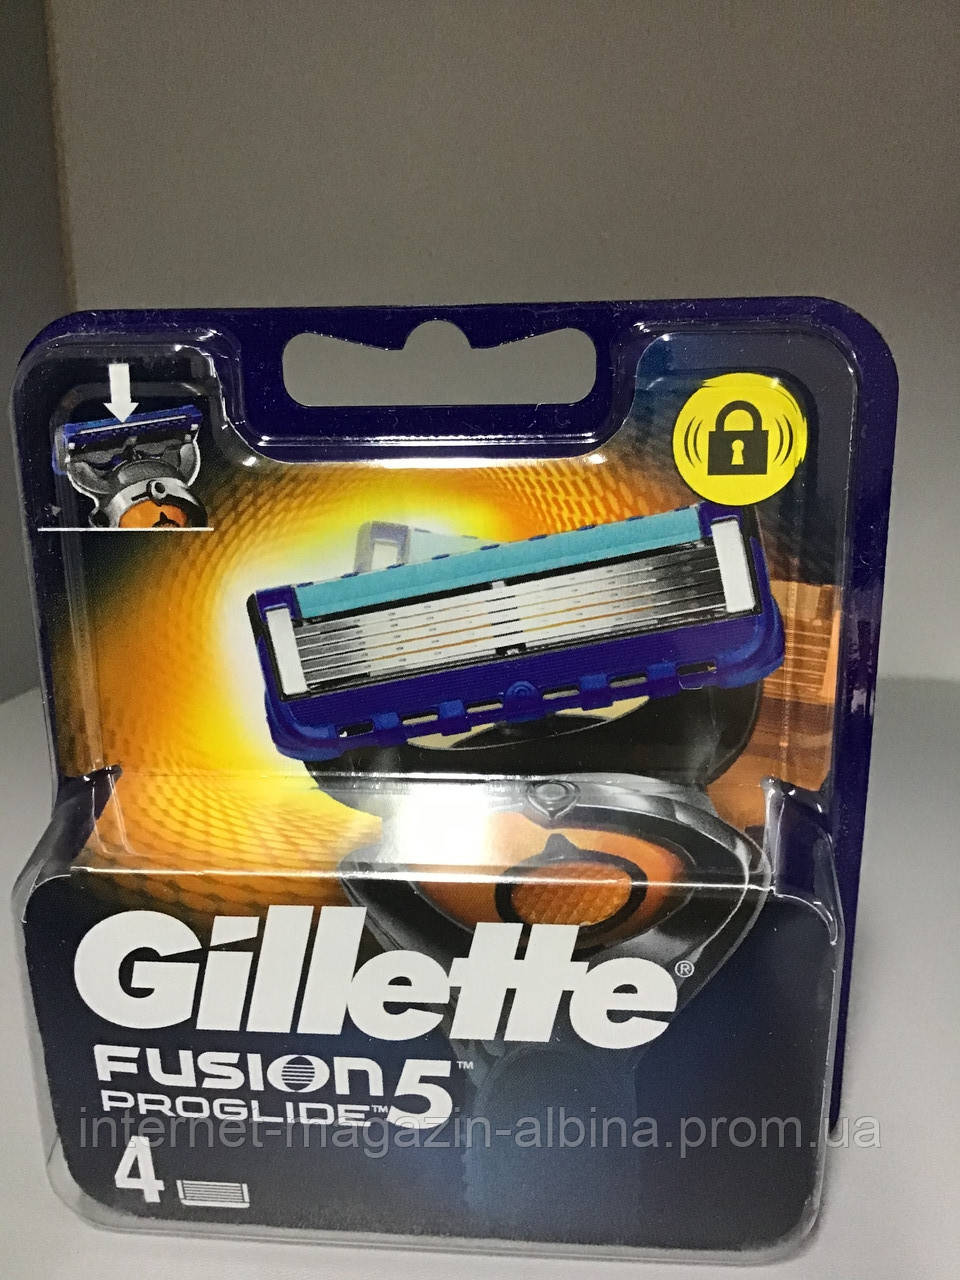 Gillette®
FUSION5™
PROGLIDE™
internet-magazin-albina.prom.ua
4